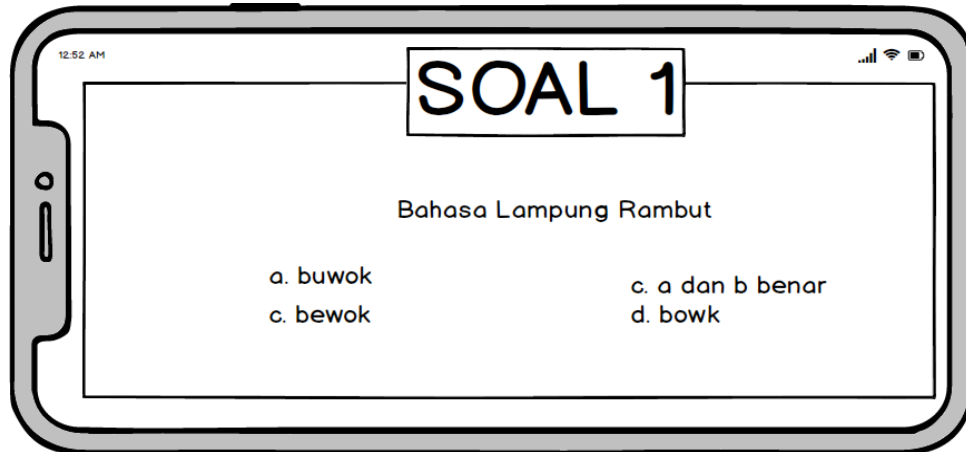 12:52 AM
SOAL 1
Bahasa Lampung Rambut
a. buwok
c. bewok
c. a dan b benar
d. bowk